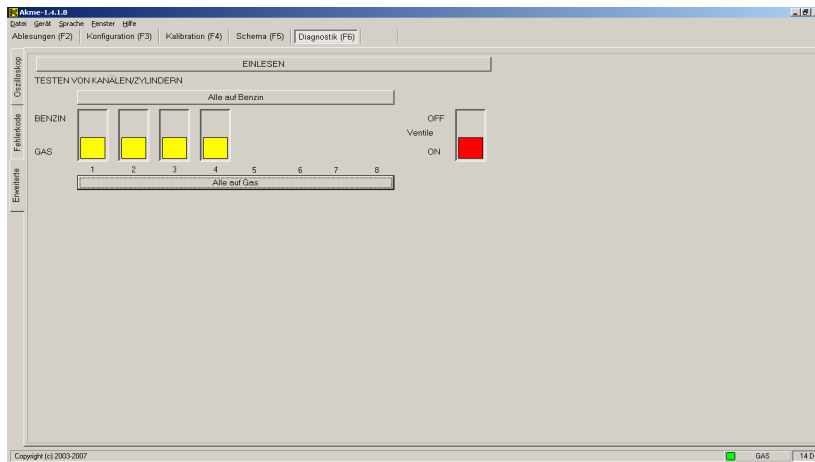 Akme-1.4.1.8
Datei Gerät Sprache Fenster Hilfe
Ablesungen (F2) Konfiguration (F3) Kalibration (F4) Schema (F5) Diagnostik (F6)
Oszilloskop
Fehlerkode
Erweiterte
EINLESEN
TESTEN VON KANÄLEN/ZYLINDERN
Alle auf Benzin
BENZIN
GAS
1 2 3 4 5 6 7 8
Alle auf Gas
OFF
Ventile
ON
Copyright (c) 2003-2007
GAS
14 D